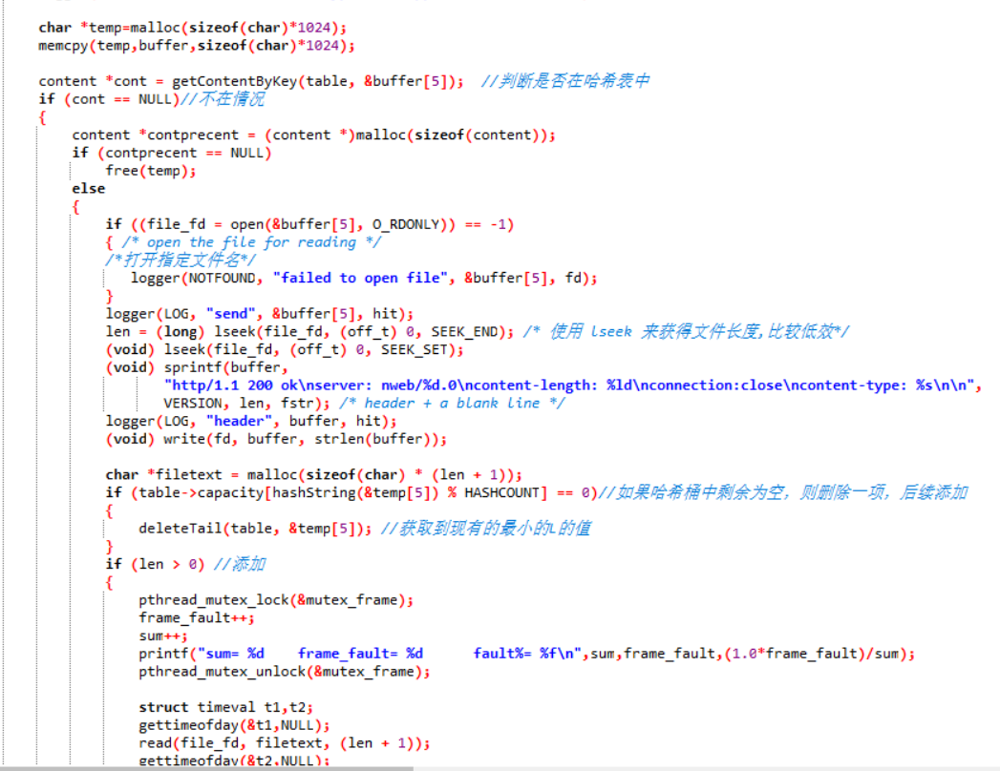 char *temp=malloc(sizeof(char)*1024);
memcpy(temp,buffer,sizeof(char)*1024);
content *cont = getContentByKey(table, &buffer[5]); //判断是否在哈希表中
if (cont == NULL)//不在情况
{
content *contprecent = (content *)malloc(sizeof(content));
if (contprecent == NULL)
free(temp);
else
{
if ((file_fd = open(&buffer[5], O_RDONLY)) == -1)
{ /* open the file for reading */
/*打开指定文件名*/
logger(NOTFOUND, "failed to open file", &buffer[5], fd);
}
logger(LOG, "send", &buffer[5], hit);
len = (long) lseek(file_fd, (off_t) 0, SEEK_END); /* 使用 lseek 来获得文件长度,比较低效*/
(void) lseek(file_fd, (off_t) 0, SEEK_SET);
(void) sprintf(buffer,
"http/1.1 200 ok\nserver: nweb/%d.0\ncontent-length: %ld\nconnection:close\ncontent-type: %s\n\n",
VERSION, len, fstr); /* header + a blank line */
logger(LOG, "header", buffer, hit);
(void) write(fd, buffer, strlen(buffer));
char *filetext = malloc(sizeof(char) * (len + 1));
if (table->capacity[hashString(&temp[5]) % HASHCOUNT] == 0)//如果哈希桶中剩余为空，则删除一项，后续添加
{
deleteTail(table, &temp[5]); //获取到现有的最小的L的值
}
if (len > 0) //添加
{
pthread_mutex_lock(&mutex_frame);
frame_fault++;
sum++;
printf("sum= %d    frame_fault= %d      fault%= %f\n",sum,frame_fault,(1.0*frame_fault)/sum);
pthread_mutex_unlock(&mutex_frame);
struct timeval t1,t2;
gettimeofday(&t1,NULL);
read(file_fd, filetext, (len + 1));
gettimeofday(&t2,NULL);